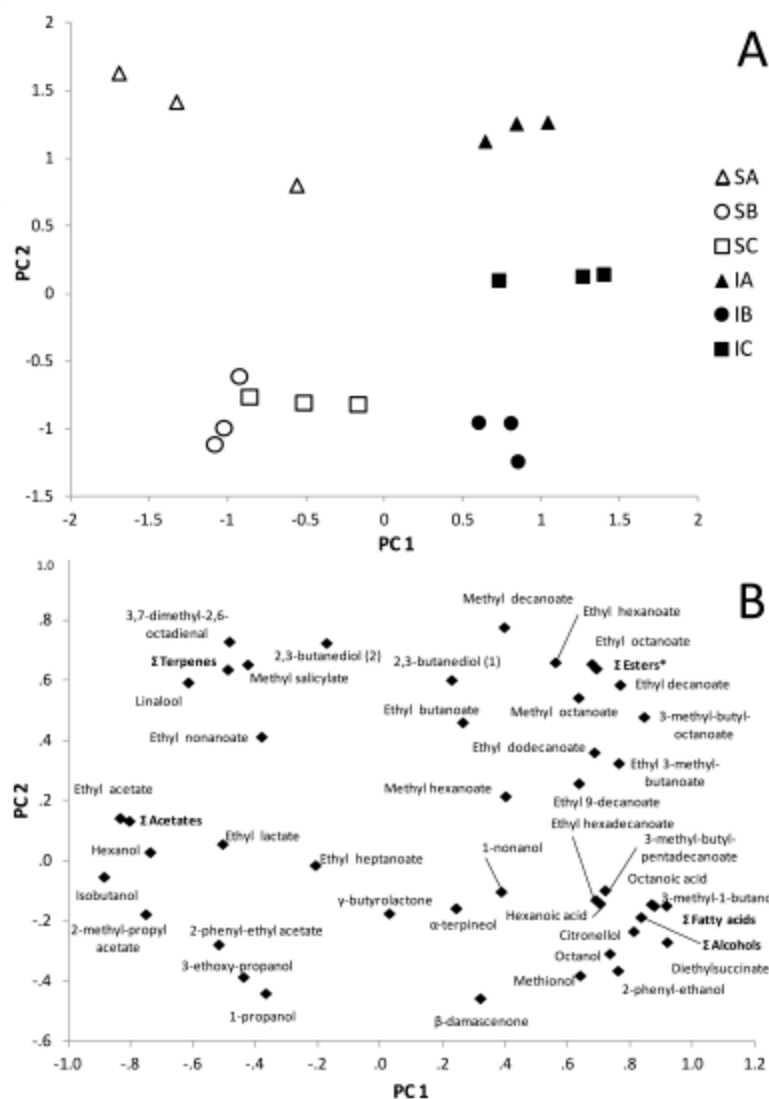 A
2
1.5
1
0.5
0
-0.5
-1
-1.5
PC 2
-2
-1.5
-1
-0.5
0
0.5
1
1.5
2
PC 1
SA
SB
SC
IA
IB
IC
B
1.0
.8
.6
.4
.2
.0
-.2
-.4
-.6
PC 2
Methyl decanoate
Ethyl hexanoate
3,7-dimethyl-2,6-
octadienal
Ethyl octanoate
Σ Terpenes
2,3-butanediol (2)
2,3-butanediol (1)
Σ Esters*
Methyl salicylate
Ethyl decanoate
Linalool
Ethyl butanoate
Methyl octanoate
3-methyl-butyl-
octanoate
Ethyl nonanoate
Ethyl dodecanoate
Ethyl 3-methyl-
butanoate
Ethyl acetate
Methyl hexanoate
Ethyl 9-decanoate
Σ Acetates
Ethyl lactate
Ethyl hexadecanoate
3-methyl-butyl-
pentadecanoate
Hexanol
Ethyl heptanoate
1-nonanol
Octanoic acid
Isobutanol
γ-butyrolactone
3-methyl-1-butano
Hexanoic acid
Σ Fatty acids
2-methyl-propyl
acetate
2-phenyl-ethyl acetate
α-terpineol
Citronellol
Σ Alcohols
3-ethoxy-propanol
Octanol
Diethylsuccinate
Methionol
2-phenyl-ethanol
1-propanol
β-damascenone
-1.0
-.8
-.6
-.4
-.2
.0
.2
.4
.6
.8
1.0
1.2
PC 1